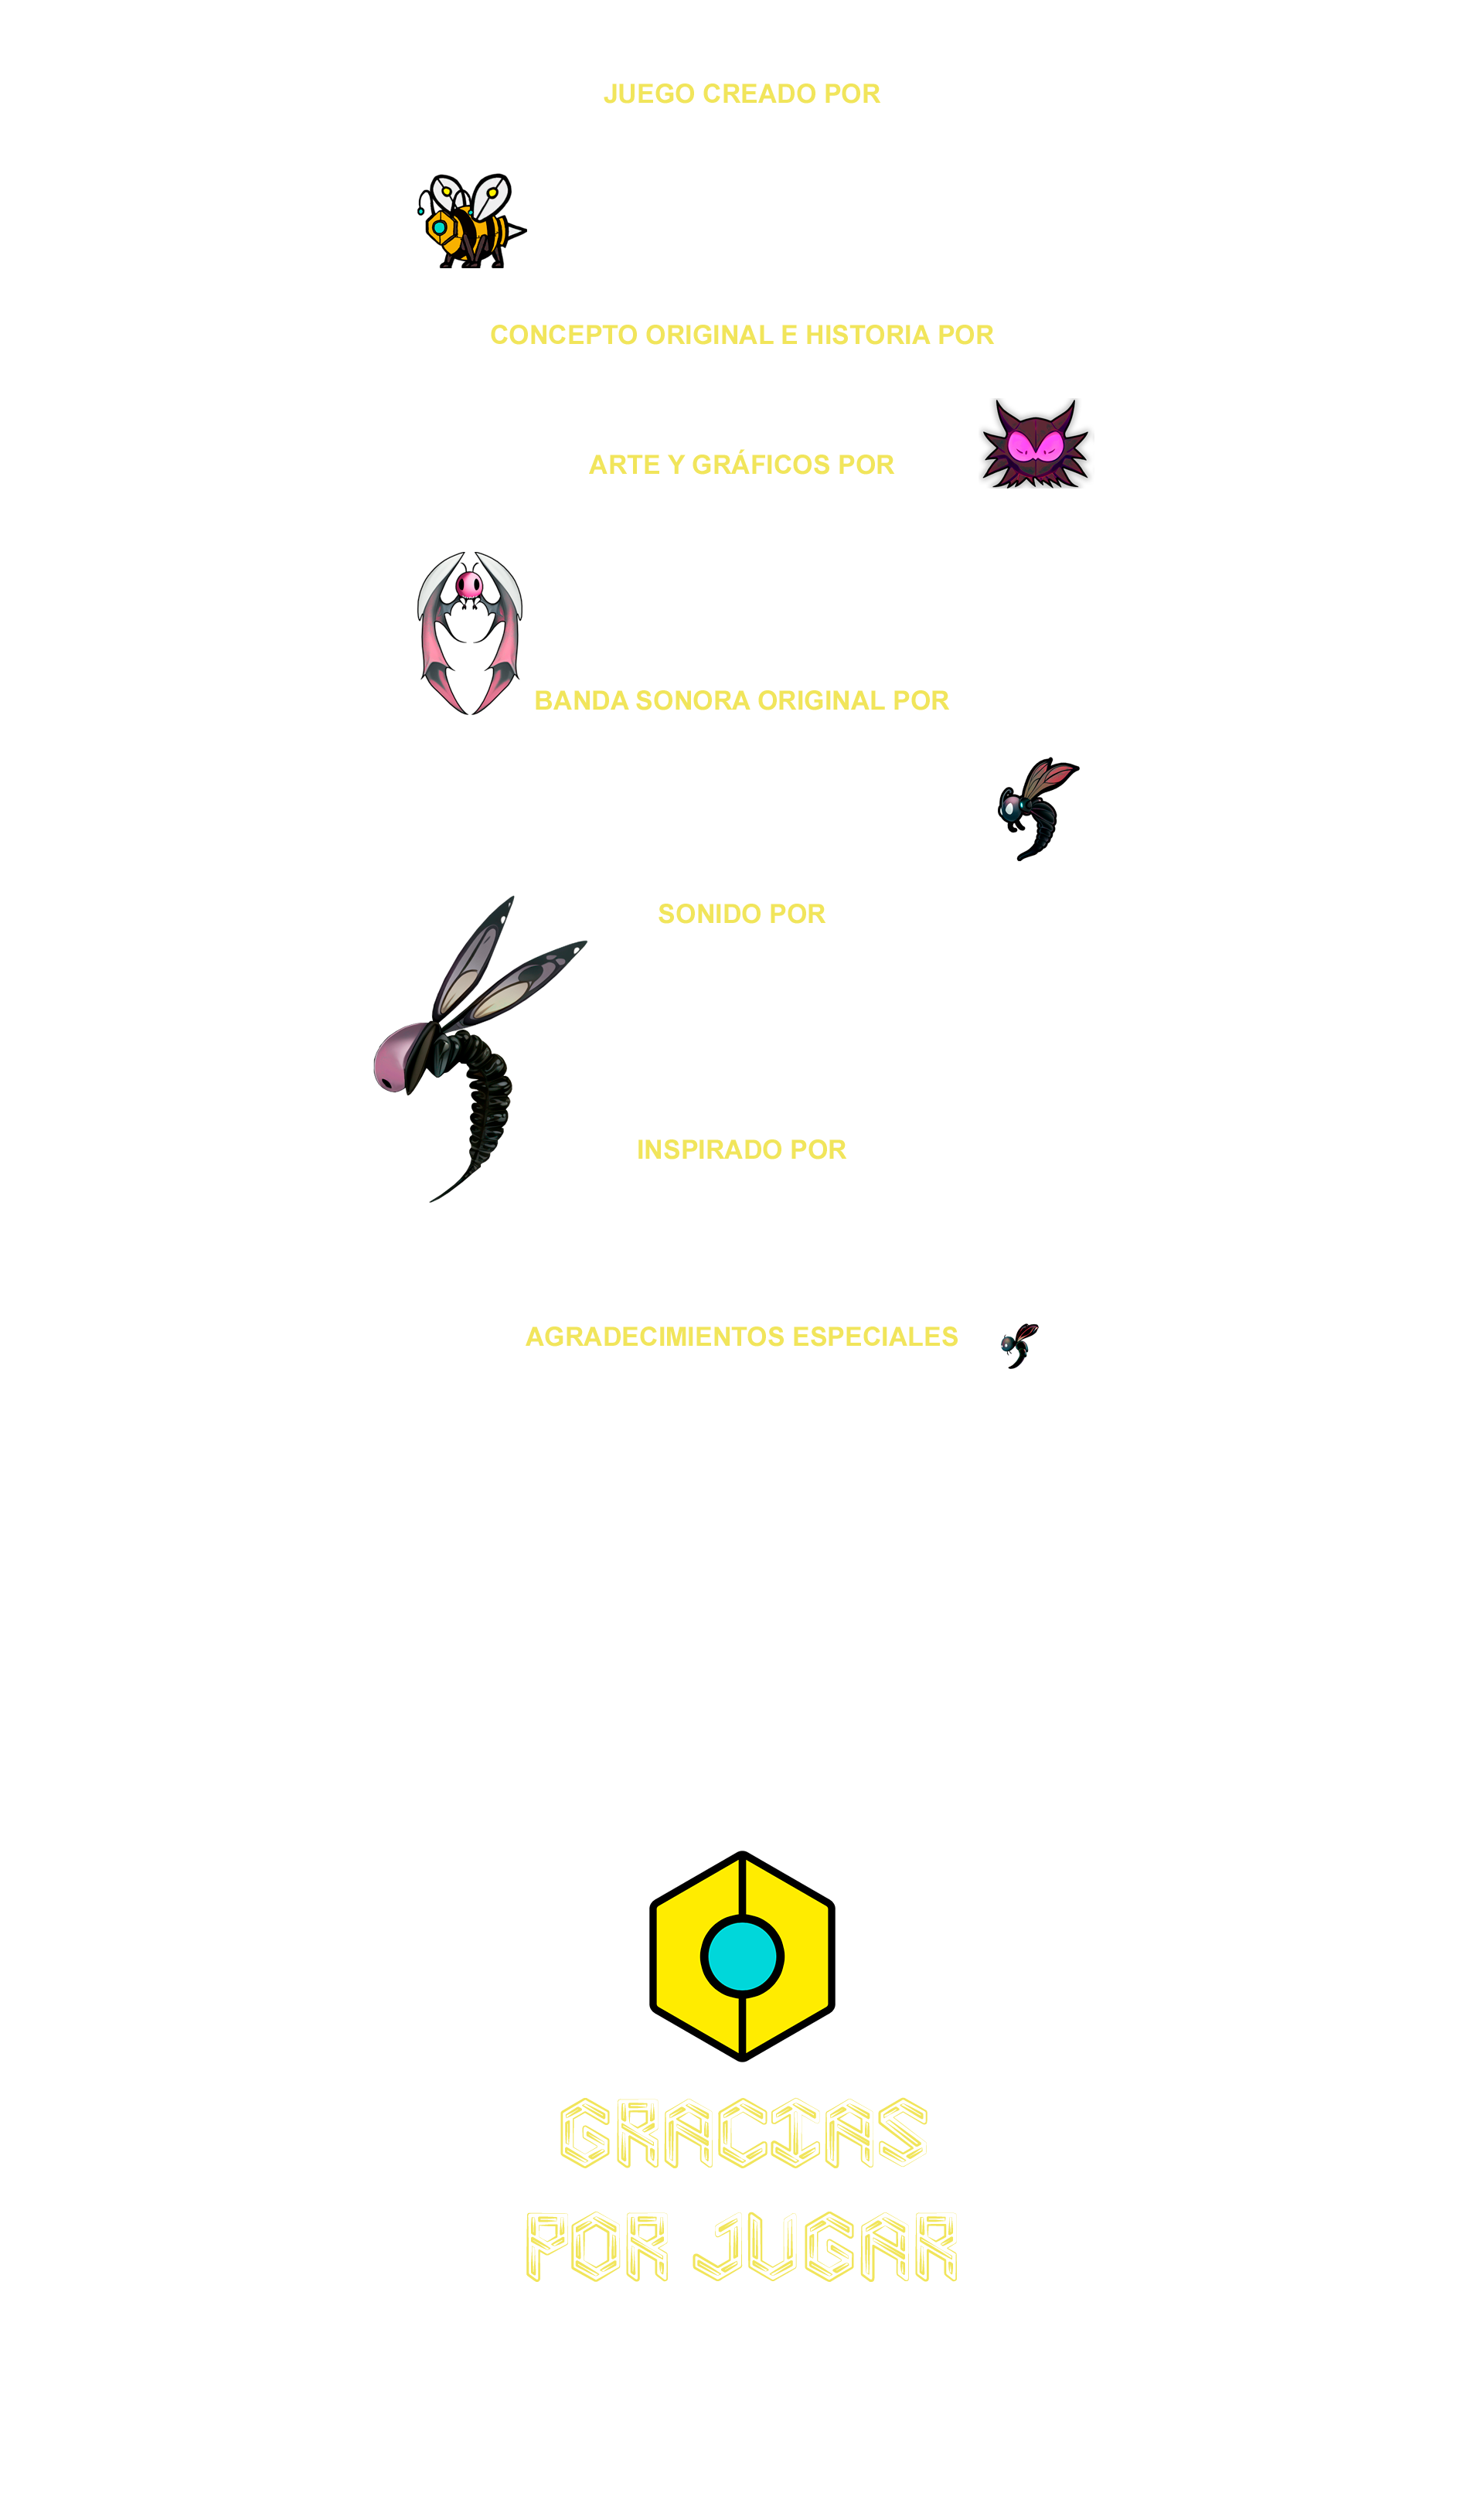 JUEGO CREADO POR
CONCEPTO ORIGINAL E HISTORIA POR
ARTE Y GRÁFICOS POR
BANDA SONORA ORIGINAL POR
SONIDO POR
INSPIRADO POR
AGRADECIMIENTOS ESPECIALES
GRACIAS
POR JUGAR